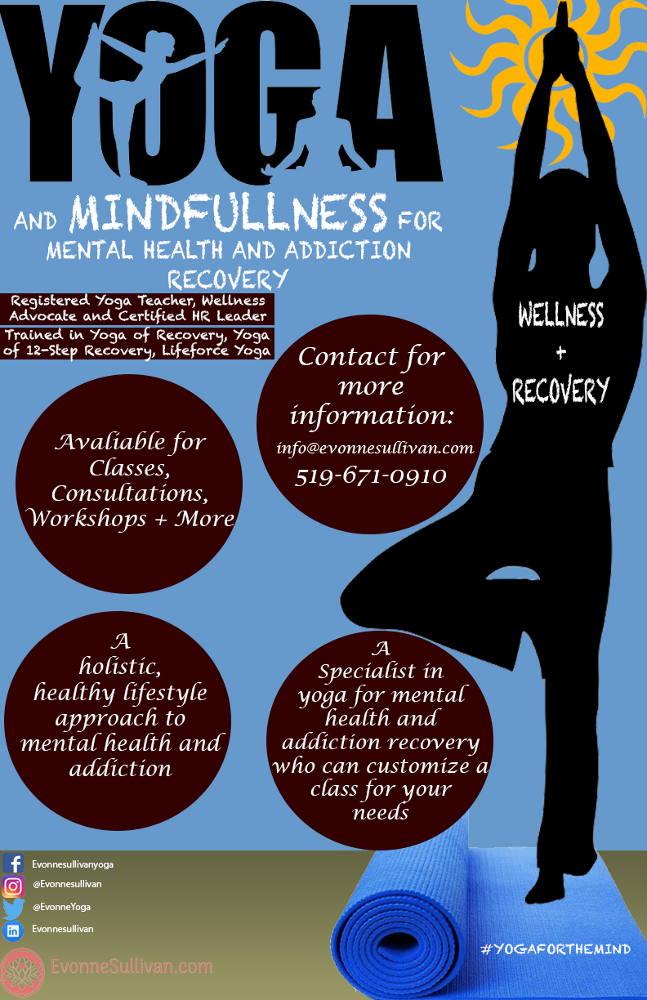 YOGA
AND MINDFULLNESS FOR
MENTAL HEALTH AND ADDICTION
RECOVERY
Registered Yoga Teacher, Wellness
Advocate and Certified HR Leader
Trained in Yoga of Recovery, Yoga
of 12-Step Recovery, Lifeforce Yoga
WELLNESS
+
RECOVERY
Contact for
more
information:
info@evonnesullivan.com
519-671-0910
Avaliable for
Classes,
Consultations,
Workshops + More
A
holistic,
healthy lifestyle
approach to
mental health and
addiction
A
Specialist in
yoga for mental
health and
addiction recovery
who can customize a
class for your
needs
Evonnesullivanyoga
@Evonnesullivan
@EvonneYoga
Evonnesullivan
EvonneSullivan.com
#YOGAFORTHEMIND